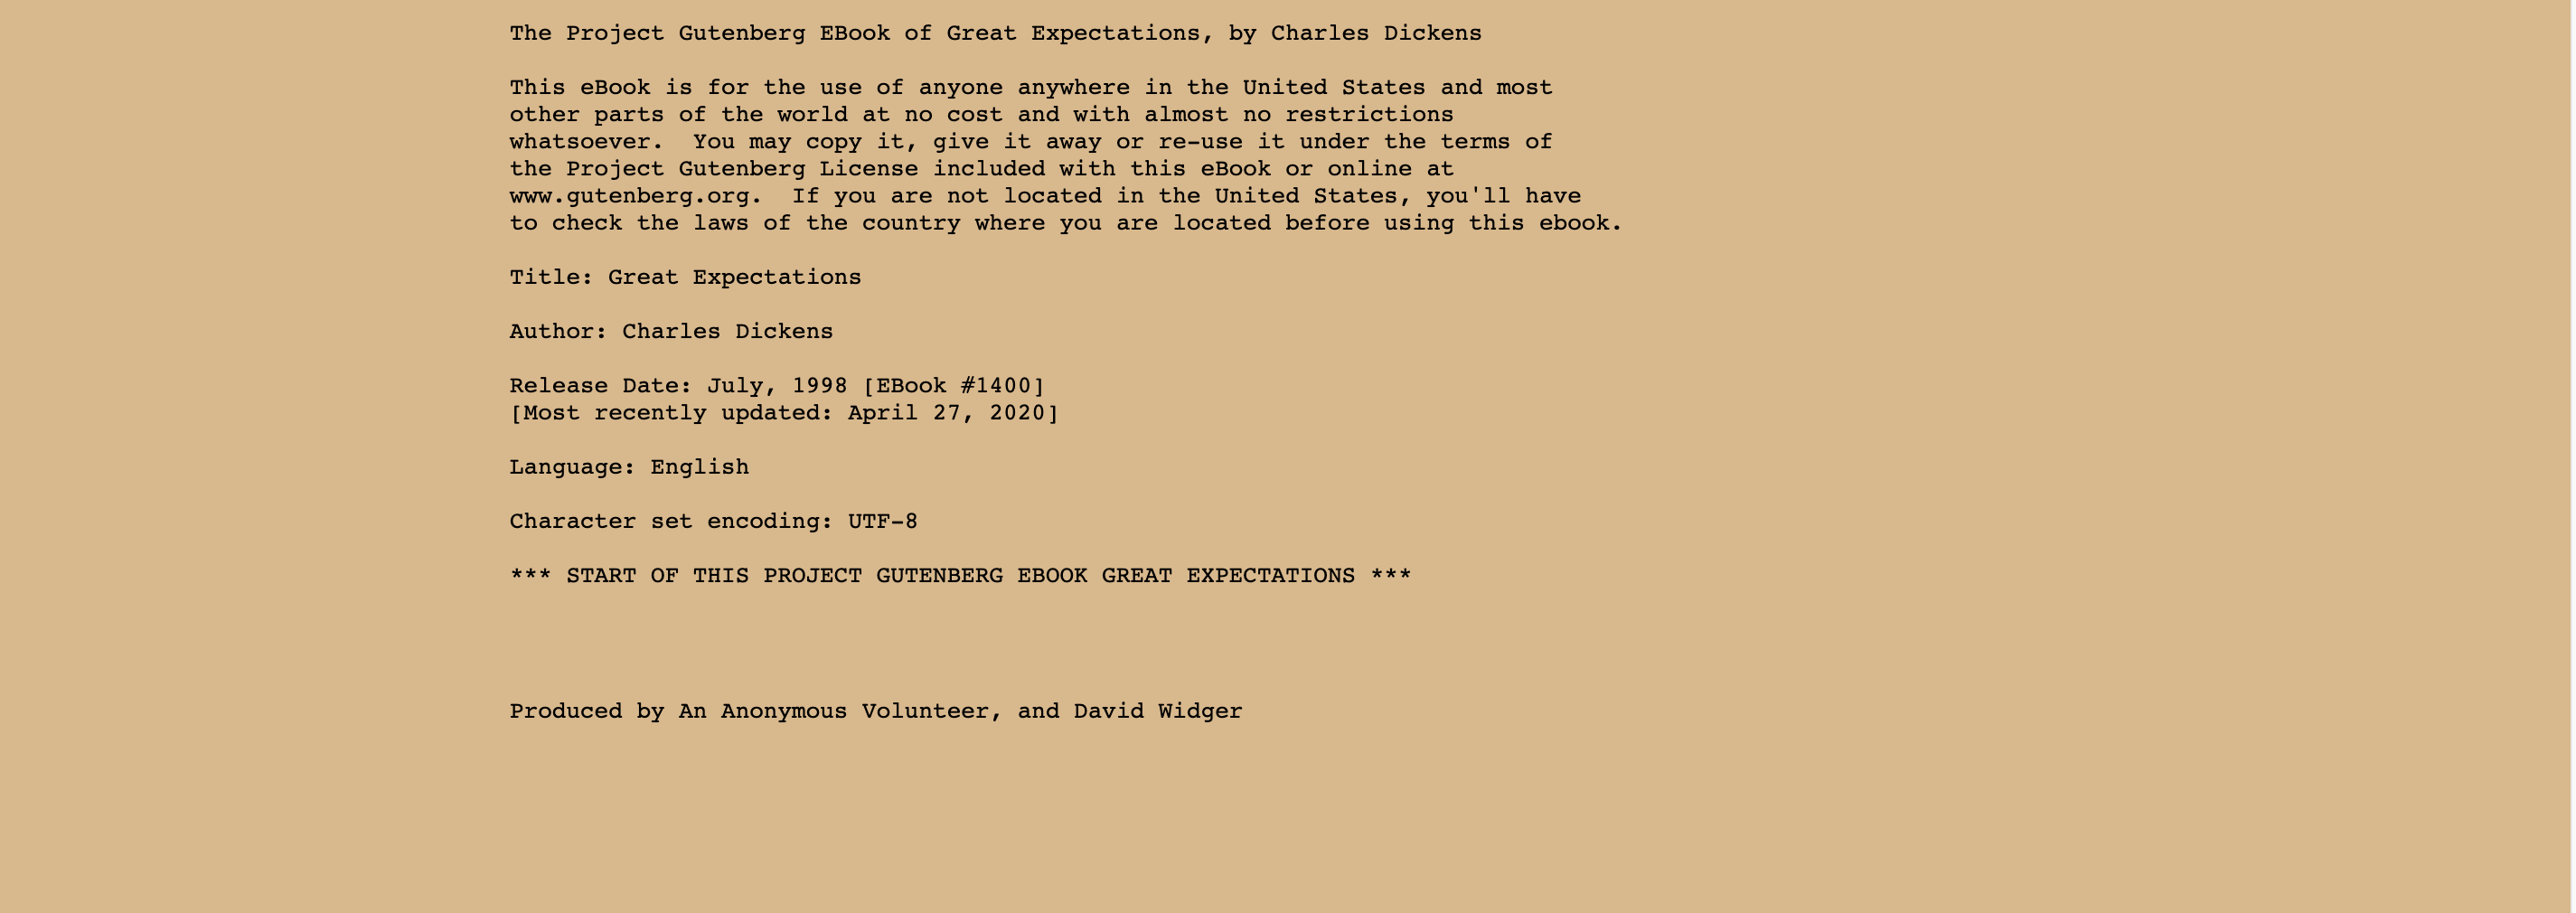 The Project Gutenberg EBook of Great Expectations, by Charles Dickens
This eBook is for the use of anyone anywhere in the United States and most
other parts of the world at no cost and with almost no restrictions
whatsoever.  You may copy it, give it away or re-use it under the terms of
the Project Gutenberg License included with this eBook or online at
www.gutenberg.org.  If you are not located in the United States, you'll have
to check the laws of the country where you are located before using this ebook.
Title: Great Expectations
Author: Charles Dickens
Release Date: July, 1998 [EBook #1400]
[Most recently updated: April 27, 2020]
Language: English
Character set encoding: UTF-8
*** START OF THIS PROJECT GUTENBERG EBOOK GREAT EXPECTATIONS ***
Produced by An Anonymous Volunteer, and David Widger